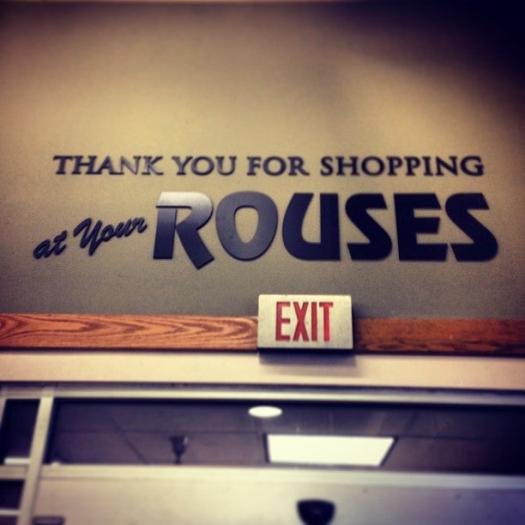 THANK YOU FOR SHOPPING
at Your ROUSES
EXIT